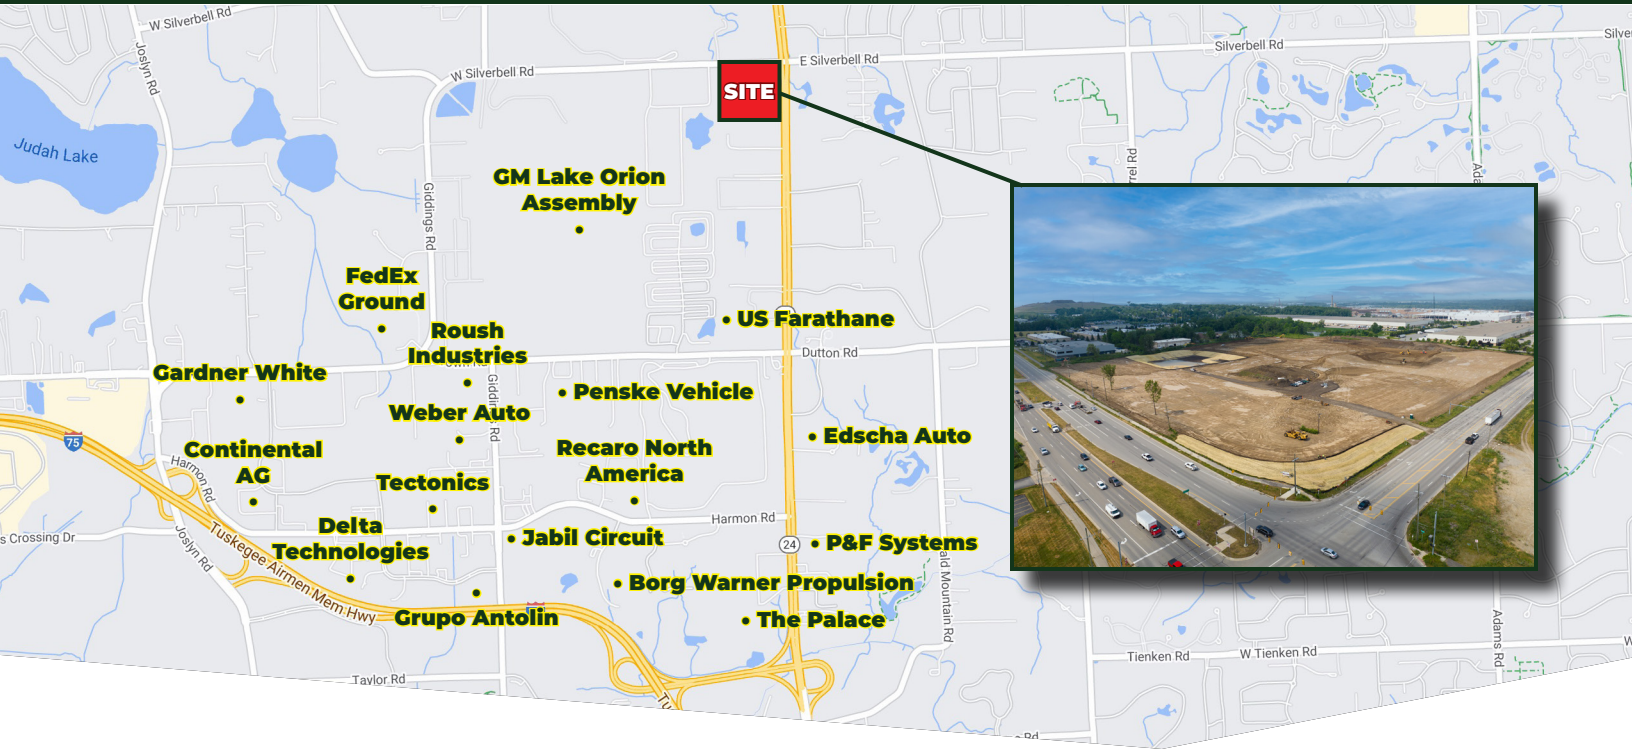 W Silverbell Rd
Joslyn Rd
W Silverbell Rd
E Silverbell Rd
Silverbell Rd
SITE
Judah Lake
GM Lake Orion
Assembly
Giddings Rd
FedEx
Ground
Roush
Industries
US Farathane
Dutton Rd
Gardner White
Giddings Rd
Penske Vehicle
Weber Auto
75
Edscha Auto
Continental
AG
Harmon Rd
Recaro North
America
Tectonics
Harmon Rd
Delta
Technologies
Jabil Circuit
24
P&F Systems
Joslyn Rd
Tuskegee Airmen Mem Hwy
Borg Warner Propulsion
Grupo Antolin
The Palace
Adams Rd
Tienken Rd
W Tienken Rd
Taylor Rd
Mountain Rd
Crossing Dr
Rd